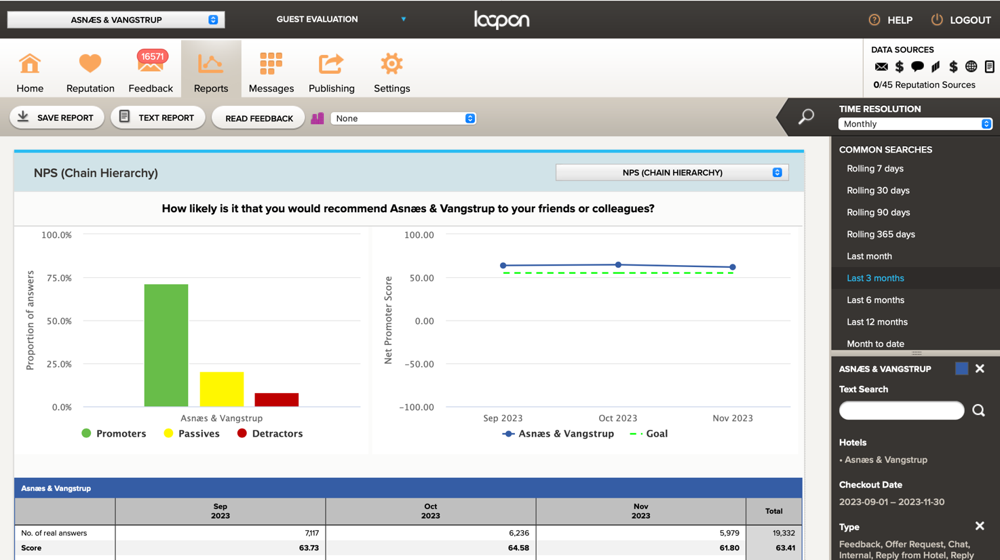 ASNÆS & VANGSTRUP
GUEST EVALUATION
loopon
HELP
LOGOUT
Home
Reputation
16571
Feedback
Reports
Messages
Publishing
Settings
DATA SOURCES
0/45 Reputation Sources
SAVE REPORT
TEXT REPORT
READ FEEDBACK
None
TIME RESOLUTION
Monthly
NPS (Chain Hierarchy)
NPS (CHAIN HIERARCHY)
How likely is it that you would recommend Asnæs & Vangstrup to your friends or colleagues?
Proportion of answers
100.0%
75.0%
50.0%
25.0%
0.0%
Asnæs & Vangstrup
Promoters
Passives
Detractors
Net Promoter Score
100.00
50.00
0.00
−50.00
−100.00
Sep 2023
Oct 2023
Nov 2023
Asnæs & Vangstrup
Goal
Asnæs & Vangstrup
Sep 2023
Oct 2023
Nov 2023
Total
No. of real answers 7,117 6,236 5,979 19,332
Score 63.73 64.58 61.80 63.41
COMMON SEARCHES
Rolling 7 days
Rolling 30 days
Rolling 90 days
Rolling 365 days
Last month
Last 3 months
Last 6 months
Last 12 months
Month to date
ASNÆS & VANGSTRUP
Text Search
Hotels
• Asnæs & Vangstrup
Checkout Date
2023-09-01 – 2023-11-30
Type
Feedback, Offer Request, Chat,
Internal, Reply from Hotel, Reply